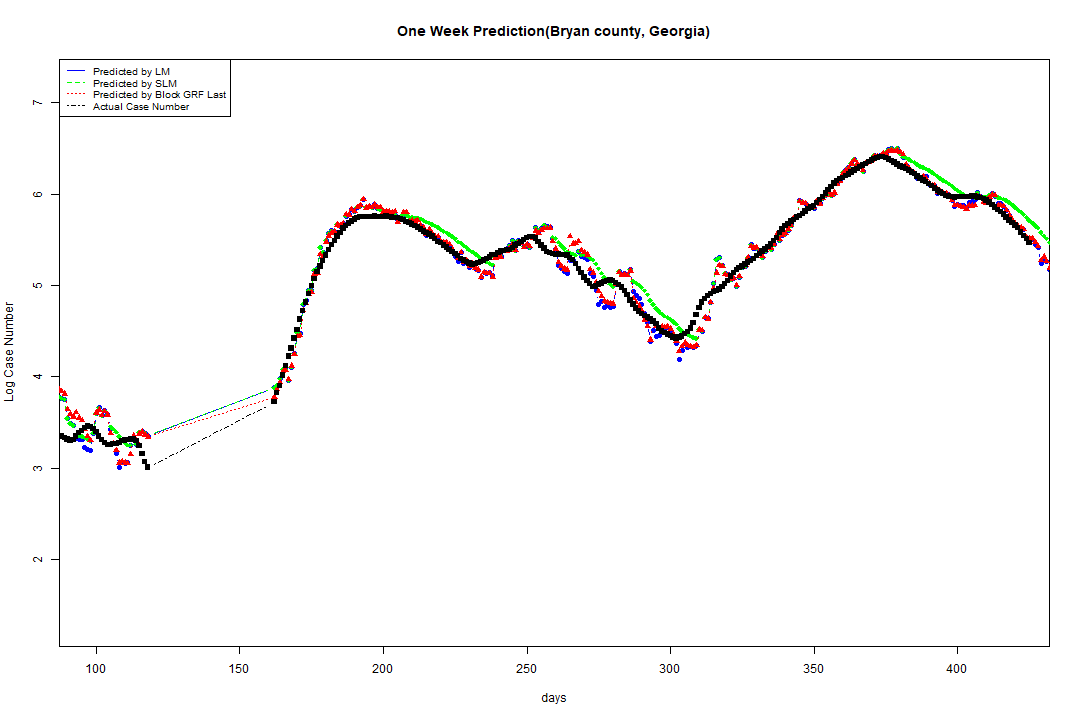 One Week Prediction(Bryan county, Georgia)
Predicted by LM
Predicted by SLM
Predicted by Block GRF Last
Actual Case Number
7
6
5
4
3
2
Log Case Number
100 150 200 250 300 350 400
days